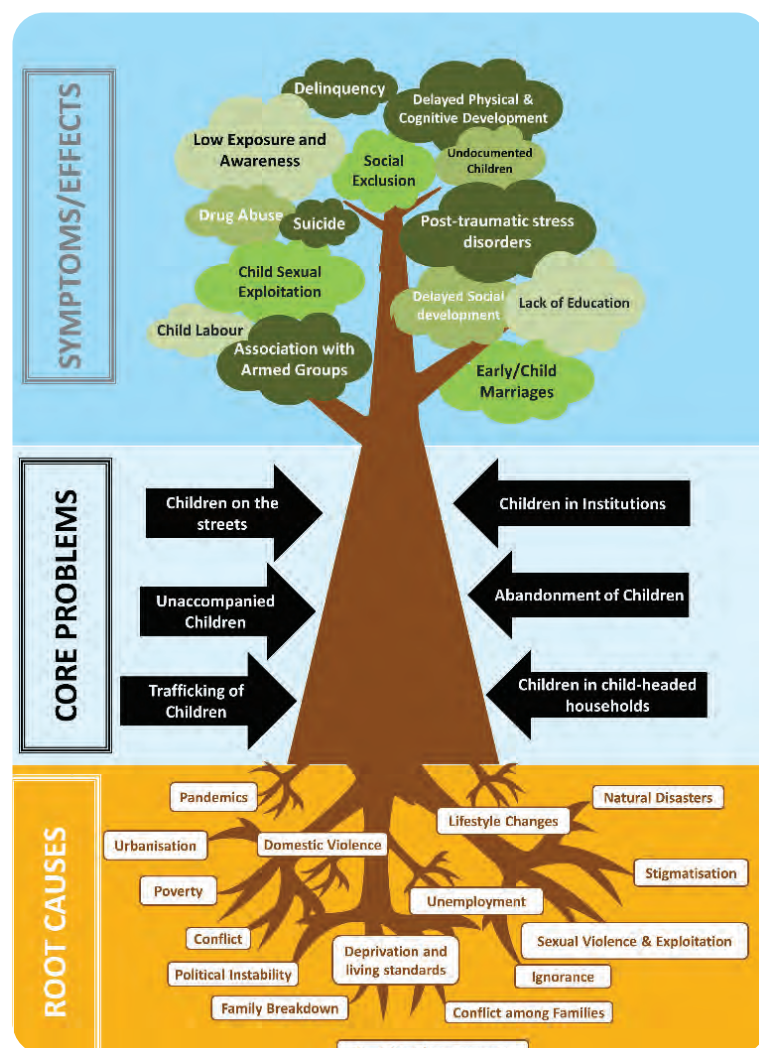 SYMPTOMS/EFFECTS
Delinquency
Delayed Physical &
Cognitive Development
Low Exposure and
Awareness
Social
Exclusion
Undocumented
Children
Drug Abuse
Suicide
Post-traumatic stress
disorders
Child Sexual
Exploitation
Delayed Social
development
Lack of Education
Child Labour
Association with
Armed Groups
Early/Child
Marriages
CORE PROBLEMS
Children on the
streets
Children in Institutions
Unaccompanied
Children
Abandonment of Children
Trafficking of
Children
Children in child-headed
households
ROOT CAUSES
Pandemics
Natural Disasters
Lifestyle Changes
Urbanisation
Domestic Violence
Stigmatisation
Poverty
Unemployment
Conflict
Sexual Violence & Exploitation
Deprivation and
living standards
Political Instability
Ignorance
Family Breakdown
Conflict among Families